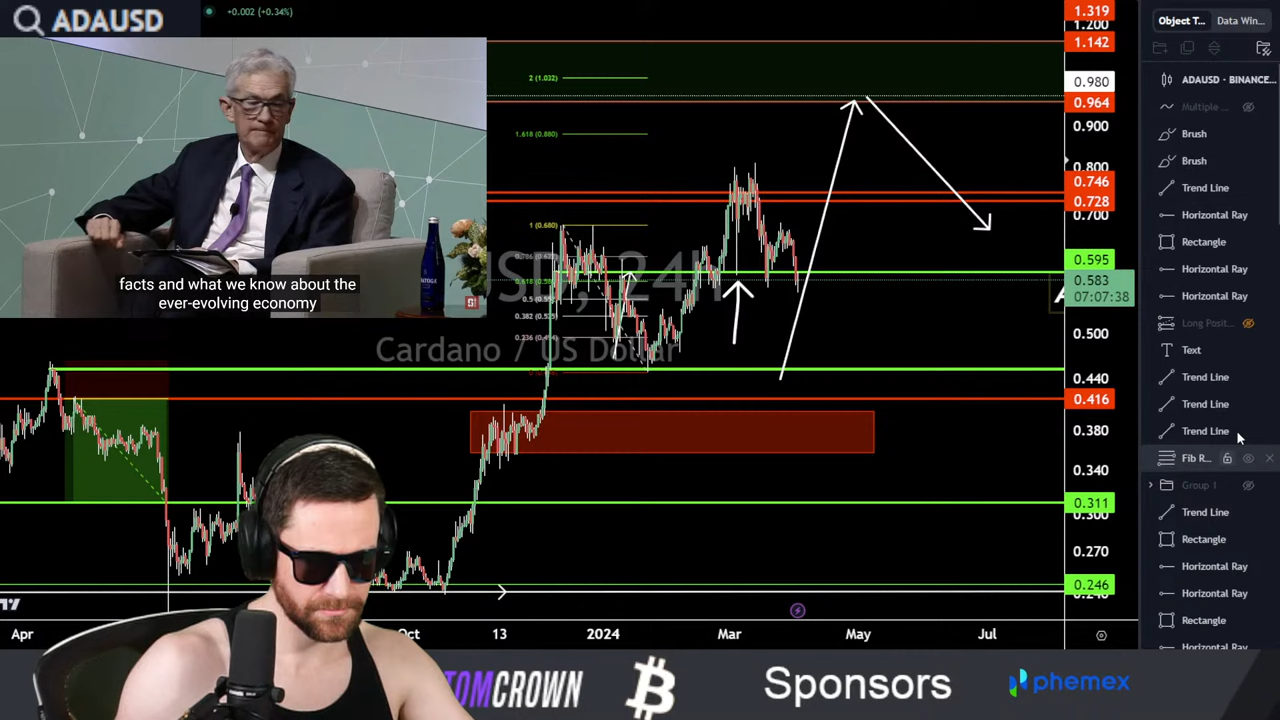 ADAUSD
+0.002 (+0.34%)
facts and what we know about the
ever-evolving economy
2 (1.032)
1.618 (0.880)
1 (0.680)
USD, 24h
Cardano / US Dollar
1.319
1.200
1.142
0.980
0.964
0.900
0.800
0.746
0.728
0.700
0.595
0.583
07:07:38
0.500
0.440
0.416
0.380
0.340
0.311
0.300
0.270
0.246
Apr
Oct
13
2024
Mar
May
Jul
Object T...
Data Win...
ADAUSD · BINANCE...
Multiple ...
Brush
Brush
Trend Line
Horizontal Ray
Rectangle
Horizontal Ray
Horizontal Ray
Long Posit...
Text
Trend Line
Trend Line
Trend Line
Fib R...
Group 1
Trend Line
Rectangle
Horizontal Ray
Horizontal Ray
Rectangle
Horizontal Ray
TOMCROWN
Sponsors
phemex